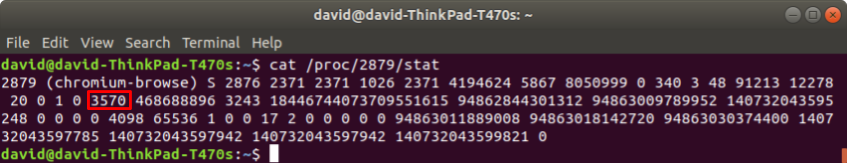 david@david-ThinkPad-T470s: ~
File Edit View Search Terminal Help
david@david-ThinkPad-T470s:~$ cat /proc/2879/stat
2879 (chromium-browse) S 2876 2371 2371 1026 2371 4194624 5867 8050999 0 340 3 48 91213 12278
20 0 1 0 3570 468688896 3243 18446744073709551615 94862844301312 94863009789952 140732043595
248 0 0 0 0 4098 65536 1 0 0 17 2 0 0 0 0 0 94863011889008 94863018142720 94863030374400 1407
32043597785 140732043597942 140732043597942 140732043599821 0
david@david-ThinkPad-T470s:~$